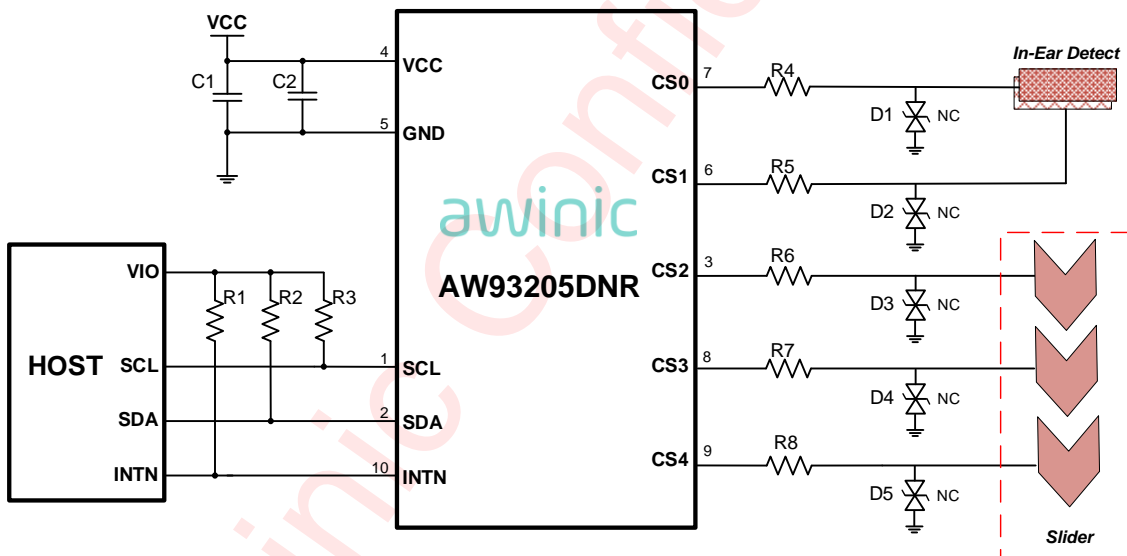 VCC
C1
C2
4
VCC
5
GND
HOST
VIO
SCL
SDA
INTN
R1
R2
R3
1
SCL
2
SDA
10
INTN
awinic
AW93205DNR
CS0
7
R4
D1
NC
In-Ear Detect
CS1
6
R5
D2
NC
CS2
3
R6
D3
NC
CS3
8
R7
D4
NC
CS4
9
R8
D5
NC
Slider
inic Confi